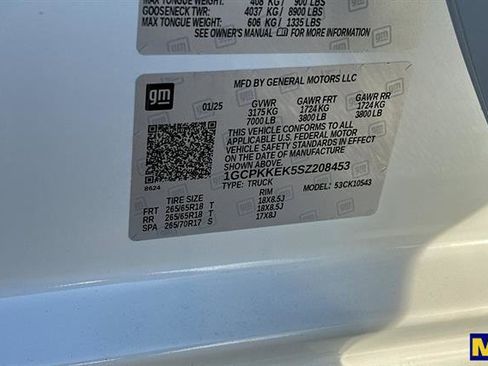 MAX TONGUE WEIGHT: 408 KG / 900 LBS
GOOSENECK TWR: 4037 KG / 8900 LBS
MAX TONGUE WEIGHT: 606 KG / 1335 LBS
SEE OWNER'S MANUAL FOR MORE INFORMATION
gm
MFD BY GENERAL MOTORS LLC
01/25 GVWR GAWR FRT GAWR RR
3175 KG 1724 KG 1724 KG
7000 LB 3800 LB 3800 LB
THIS VEHICLE CONFORMS TO ALL APPLICABLE
U.S. FEDERAL MOTOR VEHICLE
IN EFFECT ON THE DATE OF
MANUFACTURE SHOWN ABOVE.
1GCPKKEK5SZ208453
TYPE: TRUCK MODEL: 53CK10543
8624
TIRE SIZE RIM
FRT 265/65R18 T 18X8.5J
RR 265/65R18 T 18X8.5J
SPA 265/70R17 S 17X8J
M